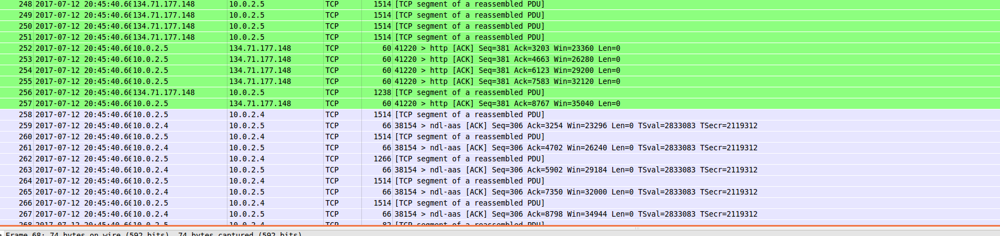 248 2017-07-12 20:45:40.60 134.71.177.148 10.0.2.5 TCP 1514 [TCP segment of a reassembled PDU]
249 2017-07-12 20:45:40.60 134.71.177.148 10.0.2.5 TCP 1514 [TCP segment of a reassembled PDU]
250 2017-07-12 20:45:40.60 134.71.177.148 10.0.2.5 TCP 1514 [TCP segment of a reassembled PDU]
251 2017-07-12 20:45:40.60 134.71.177.148 10.0.2.5 TCP 1514 [TCP segment of a reassembled PDU]
252 2017-07-12 20:45:40.60 10.0.2.5 134.71.177.148 TCP 60 41220 > http [ACK] Seq=381 Ack=3203 Win=23360 Len=0
253 2017-07-12 20:45:40.60 10.0.2.5 134.71.177.148 TCP 60 41220 > http [ACK] Seq=381 Ack=4663 Win=26280 Len=0
254 2017-07-12 20:45:40.60 10.0.2.5 134.71.177.148 TCP 60 41220 > http [ACK] Seq=381 Ack=6123 Win=29200 Len=0
255 2017-07-12 20:45:40.60 10.0.2.5 134.71.177.148 TCP 60 41220 > http [ACK] Seq=381 Ack=7583 Win=32120 Len=0
256 2017-07-12 20:45:40.60 134.71.177.148 10.0.2.5 TCP 1238 [TCP segment of a reassembled PDU]
257 2017-07-12 20:45:40.60 10.0.2.5 134.71.177.148 TCP 60 41220 > http [ACK] Seq=381 Ack=8767 Win=35040 Len=0
258 2017-07-12 20:45:40.60 10.0.2.5 10.0.2.4 TCP 1514 [TCP segment of a reassembled PDU]
259 2017-07-12 20:45:40.60 10.0.2.4 10.0.2.5 TCP 66 38154 > ndl-aas [ACK] Seq=306 Ack=3254 Win=23296 Len=0 TSval=2833083 TSecr=2119312
260 2017-07-12 20:45:40.60 10.0.2.5 10.0.2.4 TCP 1514 [TCP segment of a reassembled PDU]
261 2017-07-12 20:45:40.60 10.0.2.4 10.0.2.5 TCP 66 38154 > ndl-aas [ACK] Seq=306 Ack=4702 Win=26240 Len=0 TSval=2833083 TSecr=2119312
262 2017-07-12 20:45:40.60 10.0.2.5 10.0.2.4 TCP 1266 [TCP segment of a reassembled PDU]
263 2017-07-12 20:45:40.60 10.0.2.4 10.0.2.5 TCP 66 38154 > ndl-aas [ACK] Seq=306 Ack=5902 Win=29184 Len=0 TSval=2833083 TSecr=2119312
264 2017-07-12 20:45:40.60 10.0.2.5 10.0.2.4 TCP 1514 [TCP segment of a reassembled PDU]
265 2017-07-12 20:45:40.60 10.0.2.4 10.0.2.5 TCP 66 38154 > ndl-aas [ACK] Seq=306 Ack=7350 Win=32000 Len=0 TSval=2833083 TSecr=2119312
266 2017-07-12 20:45:40.60 10.0.2.5 10.0.2.4 TCP 1514 [TCP segment of a reassembled PDU]
267 2017-07-12 20:45:40.60 10.0.2.4 10.0.2.5 TCP 66 38154 > ndl-aas [ACK] Seq=306 Ack=8798 Win=34944 Len=0 TSval=2833083 TSecr=2119312
268 2017-07-12 20:45:40.60 10.0.2.5 10.0.2.4 TCP 82 [TCP segment of a reassembled PDU]
Frame 68: 74 bytes on wire (592 bits), 74 bytes captured (592 bits)